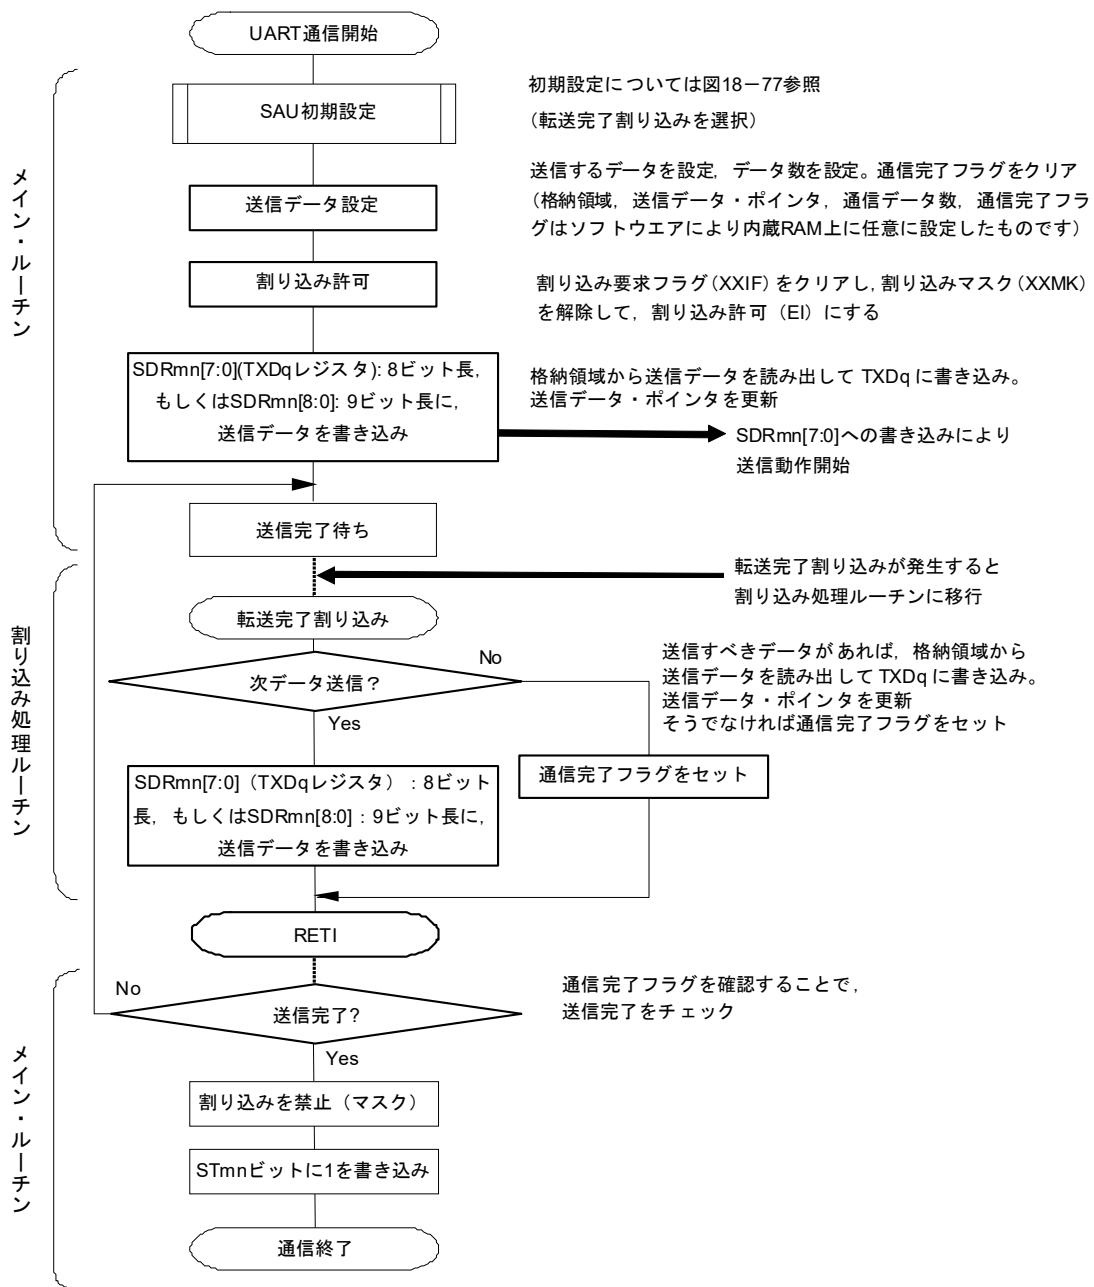 UART通信開始
メイン・ルーチン
SAU初期設定
初期設定については図18－77参照
（転送完了割り込みを選択）
送信データ設定
送信するデータを設定，データ数を設定。通信完了フラグをクリア
（格納領域，送信データ・ポインタ，通信データ数，通信完了フラ
グはソフトウエアにより内蔵RAM上に任意に設定したものです）
割り込み許可
割り込み要求フラグ（XXIF）をクリアし，割り込みマスク（XXMK）
を解除して，割り込み許可（EI）にする
SDRmn[7:0](TXDqレジスタ): 8ビット長，
もしくはSDRmn[8:0]: 9ビット長に，
送信データを書き込み
格納領域から送信データを読み出して TXDq に書き込み。
送信データ・ポインタを更新
SDRmn[7:0]への書き込みにより
送信動作開始
送信完了待ち
割り込み処理ルーチン
転送完了割り込みが発生すると
割り込み処理ルーチンに移行
転送完了割り込み
次データ送信？
No
Yes
送信すべきデータがあれば，格納領域から
送信データを読み出して TXDq に書き込み。
送信データ・ポインタを更新
そうでなければ通信完了フラグをセット
SDRmn[7:0]（TXDqレジスタ）：8ビット
長，もしくはSDRmn[8:0]：9ビット長に，
送信データを書き込み
通信完了フラグをセット
RETI
メイン・ルーチン
No
送信完了?
Yes
通信完了フラグを確認することで，
送信完了をチェック
割り込みを禁止（マスク）
STmnビットに1を書き込み
通信終了